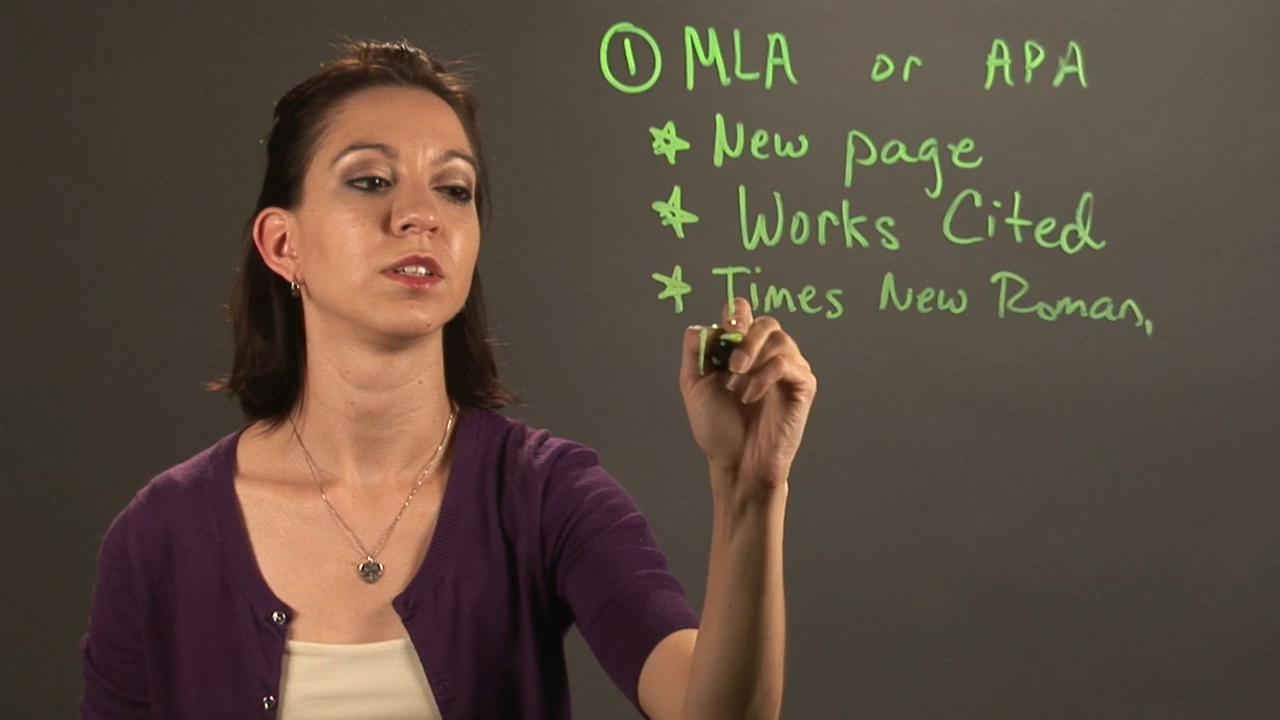 ① MLA or APA
* New page
* Works Cited
* Times New Roman,